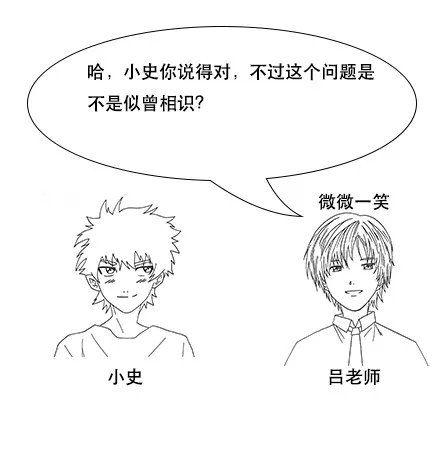 哈，小史你说得对，不过这个问题是
不是似曾相识？
微微一笑
小史
吕老师